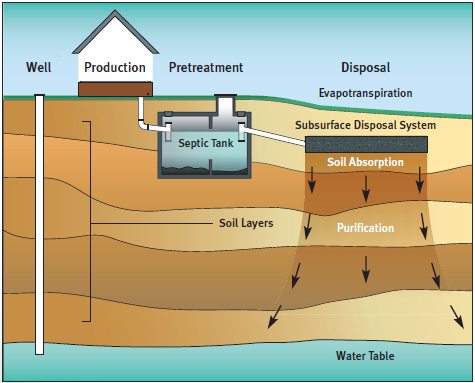 Well
Production
Pretreatment
Disposal
Evapotranspiration
Subsurface Disposal System
Septic Tank
Soil Absorption
Soil Layers
Purification
Water Table